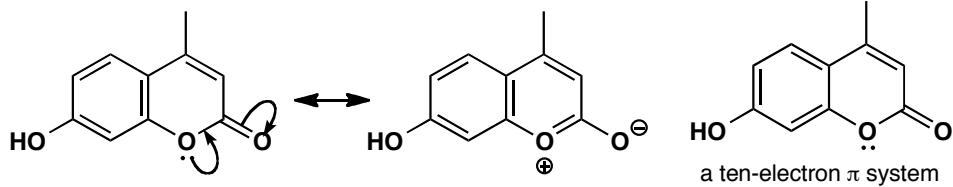 HO O O
HO O ⊕ O ⊖
HO O O
a ten-electron π system